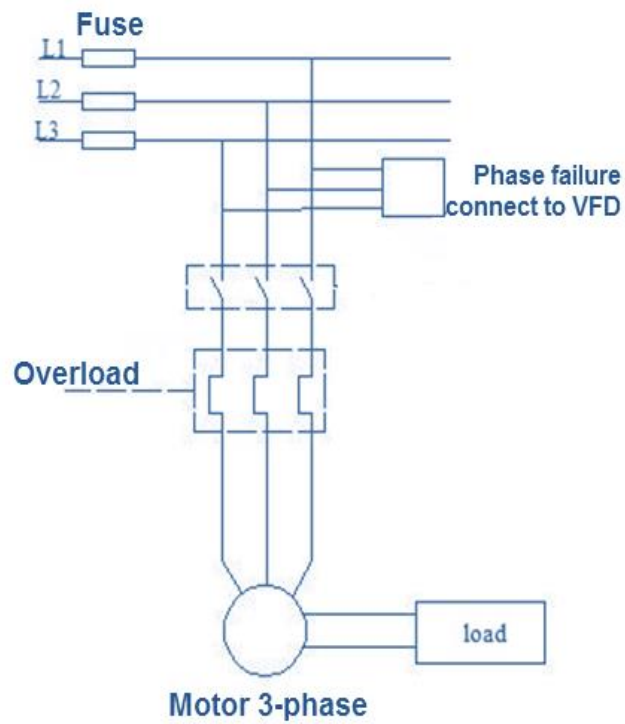 Fuse
L1
L2
L3
Phase failure
connect to VFD
Overload
load
Motor 3-phase